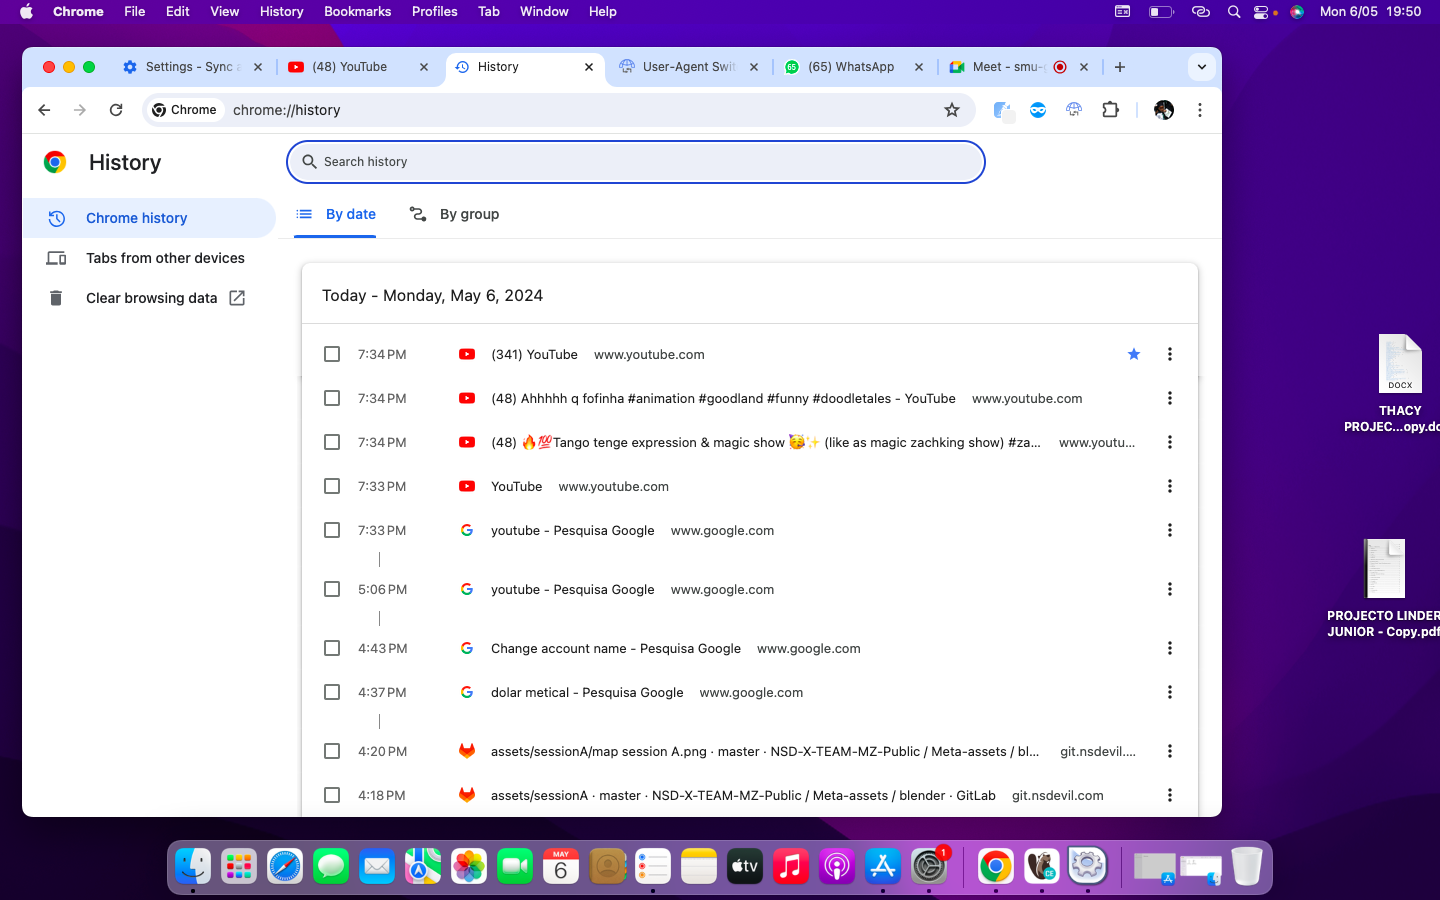 Chrome File Edit View History Bookmarks Profiles Tab Window Help Mon 6/05 19:50
Settings - Sync a (48) YouTube History User-Agent Swit (65) WhatsApp Meet - smu-
Chrome chrome://history
History
Search history
Chrome history
Tabs from other devices
Clear browsing data
By date By group
Today - Monday, May 6, 2024
7:34 PM (341) YouTube www.youtube.com
7:34 PM (48) Ahhhhh q fofinha #animation #goodland #funny #doodletales - YouTube www.youtube.com
7:34 PM (48) 🔥💯Tango tenge expression & magic show 🥳✨ (like as magic zachking show) #za... www.youtu...
7:33 PM YouTube www.youtube.com
7:33 PM youtube - Pesquisa Google www.google.com
5:06 PM youtube - Pesquisa Google www.google.com
4:43 PM Change account name - Pesquisa Google www.google.com
4:37 PM dolar metical - Pesquisa Google www.google.com
4:20 PM assets/sessionA/map session A.png · master · NSD-X-TEAM-MZ-Public / Meta-assets / bl... git.nsdevil....
4:18 PM assets/sessionA · master · NSD-X-TEAM-MZ-Public / Meta-assets / blender · GitLab git.nsdevil.com
DOCX
THACY
PROJEC...opy.do
PROJECTO LINDER
JUNIOR - Copy.pdf
MAY
6
tv
1
CE